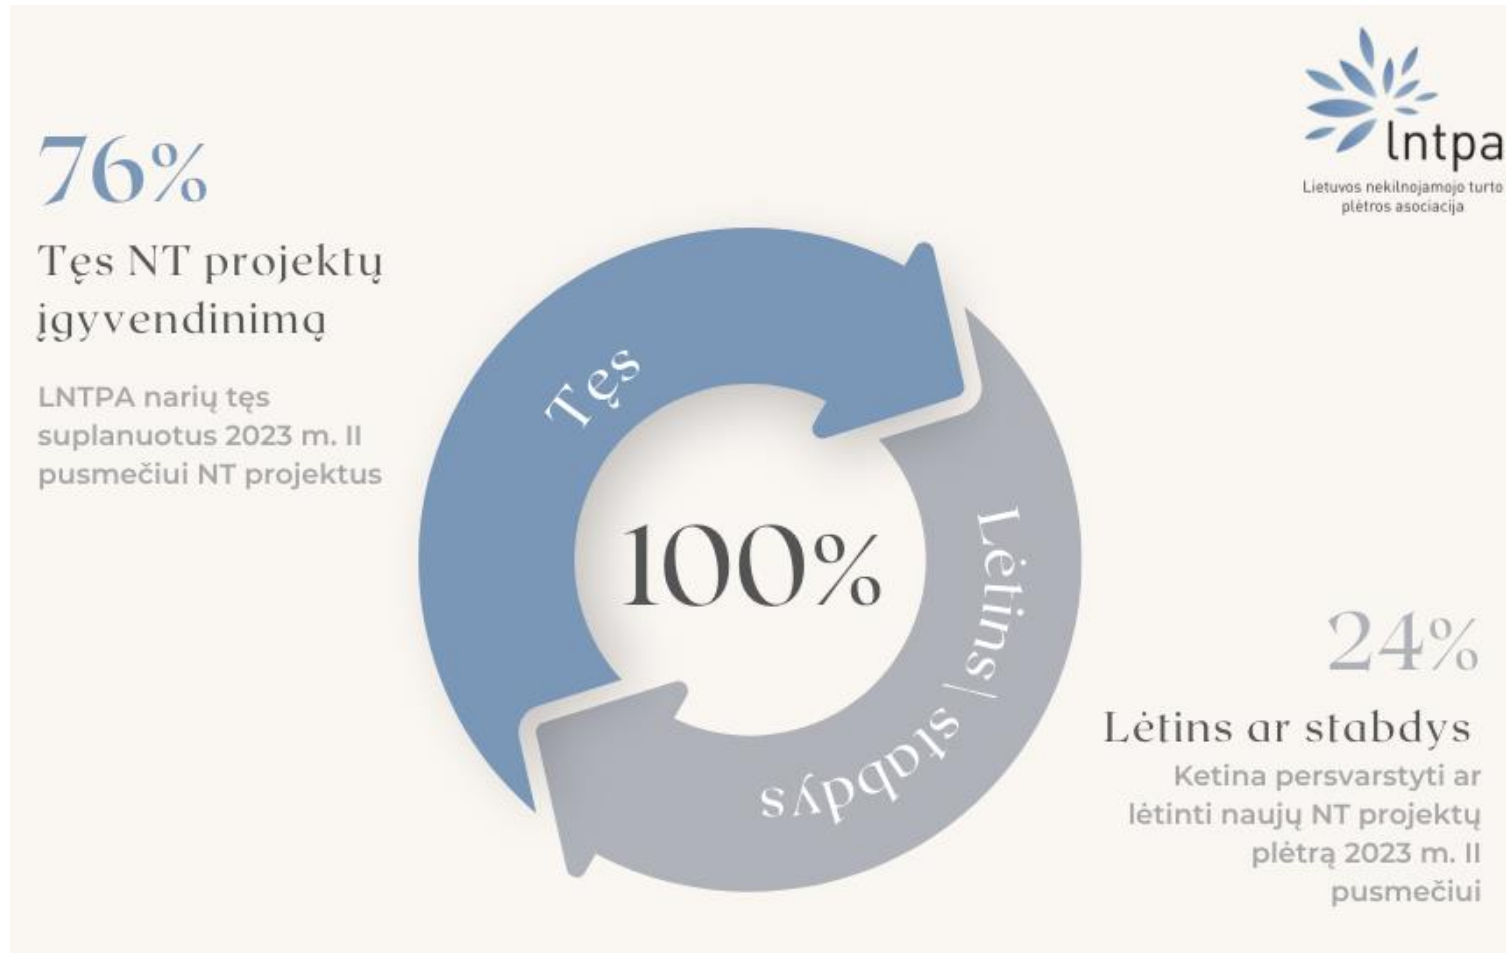 lntpa
Lietuvos nekilnojamojo turto
plėtros asociacija
76%
Tęs NT projektų
įgyvendinimą
LNTPA narių tęs
suplanuotus 2023 m. II
pusmečiui NT projektus
Tęs
100%
Lėtins| stabdys
24%
Lėtins ar stabdys
Ketina persvarstyti ar
lėtinti naujų NT projektų
plėtrą 2023 m. II
pusmečiui